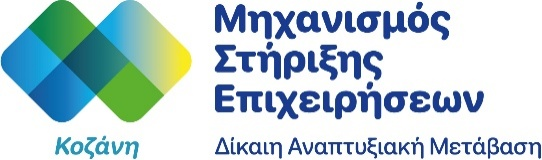 Μηχανισμός
Στήριξης
Επιχειρήσεων
Κοζάνη
Δίκαιη Αναπτυξιακή Μετάβαση